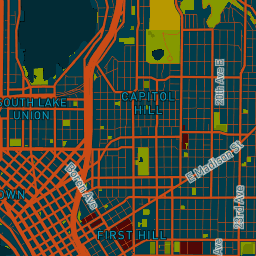 CAPITOL
HILL
SOUTH LAKE
UNION
20th Ave E
E Madison St
Boren Ave
OWN
23rd Ave
FIRST HILL